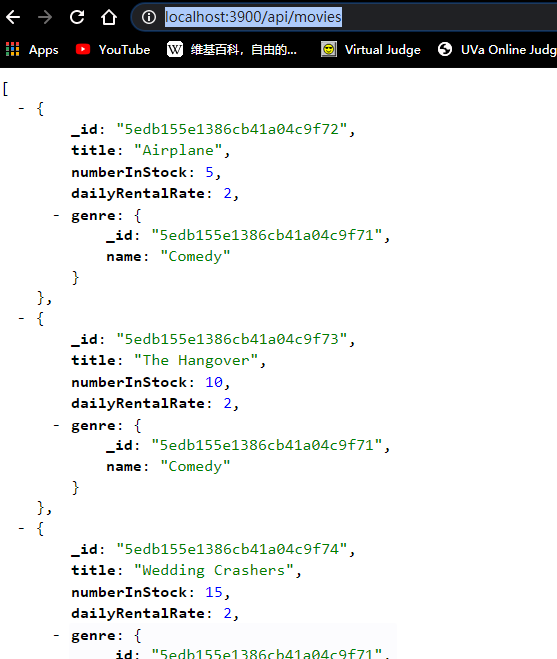 localhost:3900/api/movies
Apps YouTube W 维基百科，自由的... Virtual Judge UVa Online Judg
[
- {
_id: "5edb155e1386cb41a04c9f72",
title: "Airplane",
numberInStock: 5,
dailyRentalRate: 2,
- genre: {
_id: "5edb155e1386cb41a04c9f71",
name: "Comedy"
}
},
- {
_id: "5edb155e1386cb41a04c9f73",
title: "The Hangover",
numberInStock: 10,
dailyRentalRate: 2,
- genre: {
_id: "5edb155e1386cb41a04c9f71",
name: "Comedy"
}
},
- {
_id: "5edb155e1386cb41a04c9f74",
title: "Wedding Crashers",
numberInStock: 15,
dailyRentalRate: 2,
- genre: {
_id: "5edb155e1386cb41a04c9f71",